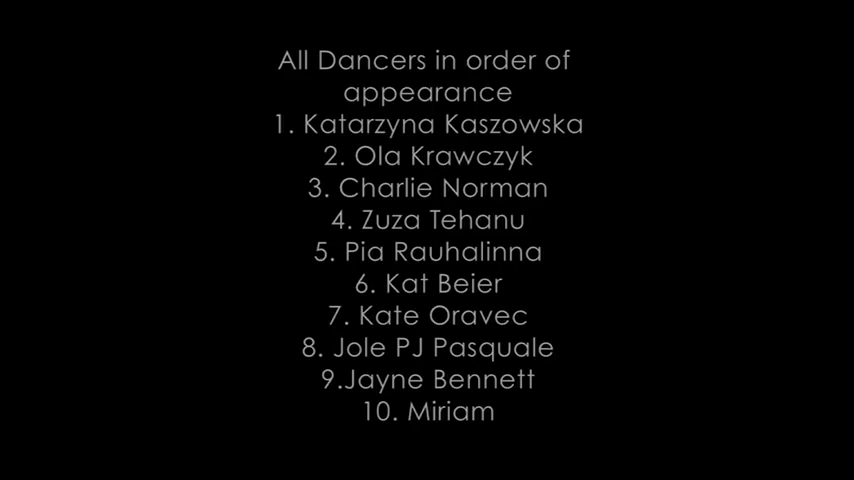 All Dancers in order of
appearance
1. Katarzyna Kaszowska
2. Ola Krawczyk
3. Charlie Norman
4. Zuza Tehanu
5. Pia Rauhalinna
6. Kat Beier
7. Kate Oravec
8. Jole PJ Pasquale
9.Jayne Bennett
10. Miriam